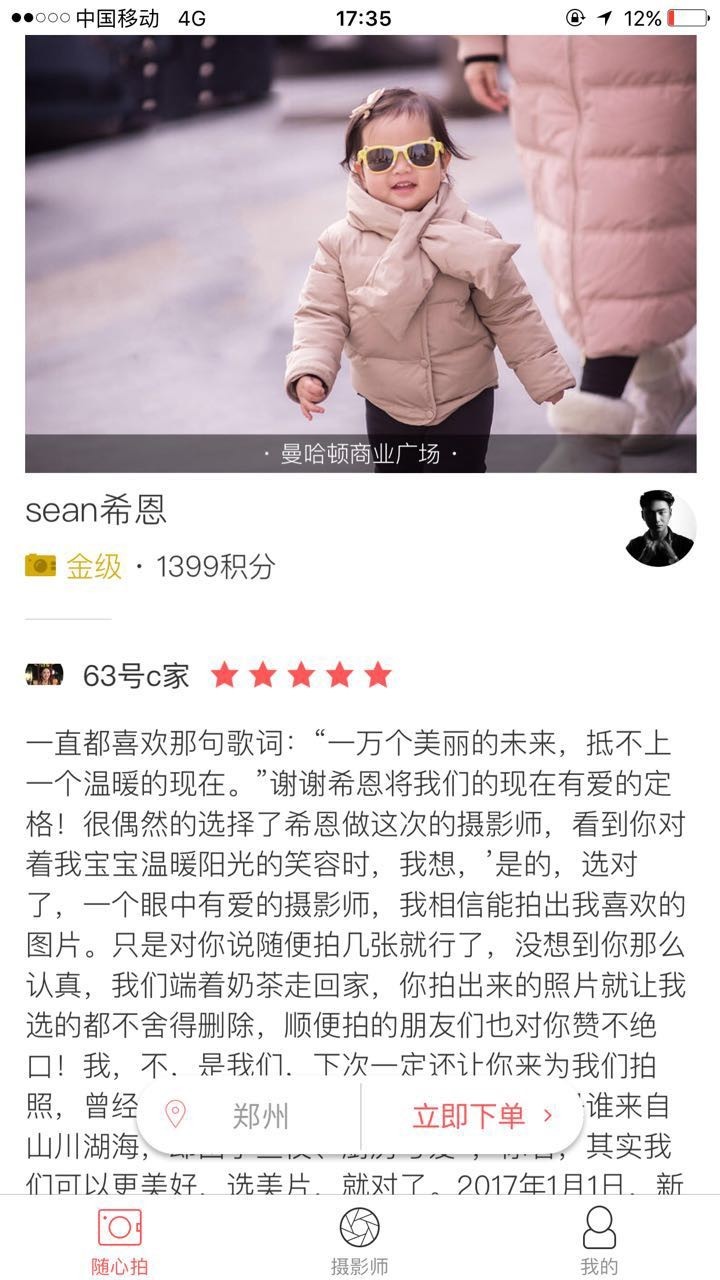 中国移动 4G 17:35 12%
· 曼哈顿商业广场 ·
sean希恩
金级 · 1399积分
63号c家
一直都喜欢那句歌词：“一万个美丽的未来，抵不上
一个温暖的现在。”谢谢希恩将我们的现在有爱的定
格！很偶然的选择了希恩做这次的摄影师，看到你对
着我宝宝温暖阳光的笑容时，我想，’是的，选对
了，一个眼中有爱的摄影师，我相信能拍出我喜欢的
图片。只是对你说随便拍几张就行了，没想到你那么
认真，我们端着奶茶走回家，你拍出来的照片就让我
选的都不舍得删除，顺便拍的朋友们也对你赞不绝
口！我，不，是我们，下次一定还让你来为我们拍
照，曾经
谁来自
郑州
立即下单 ›
山川湖海，
，其实我
们可以更美好，选美片，就对了。2017年1月1日，新
随心拍 摄影师 我的